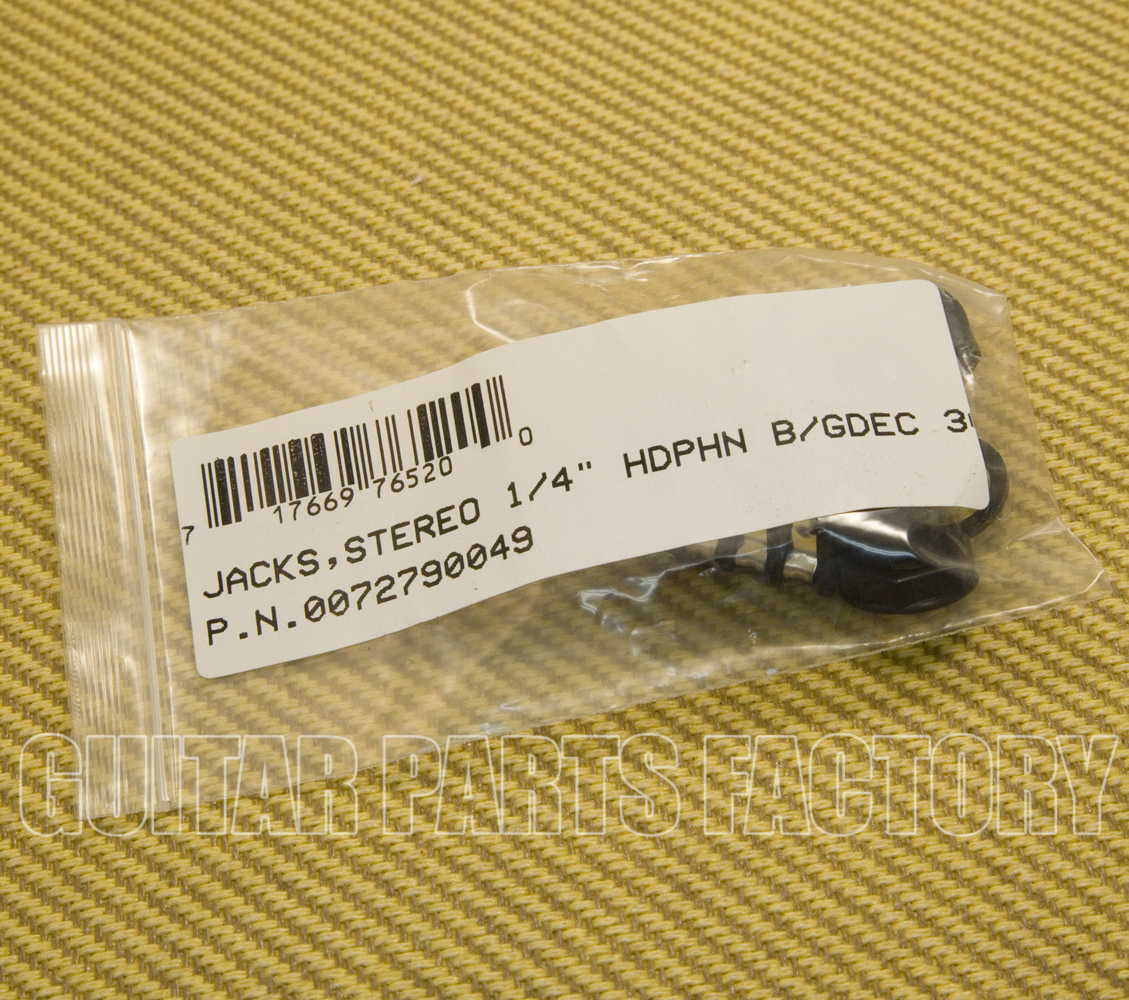 7 17669 76520 0
JACKS,STEREO 1/4" HDPHN B/GDEC
P.N.0072790049
GUITAR PARTS FACTORY